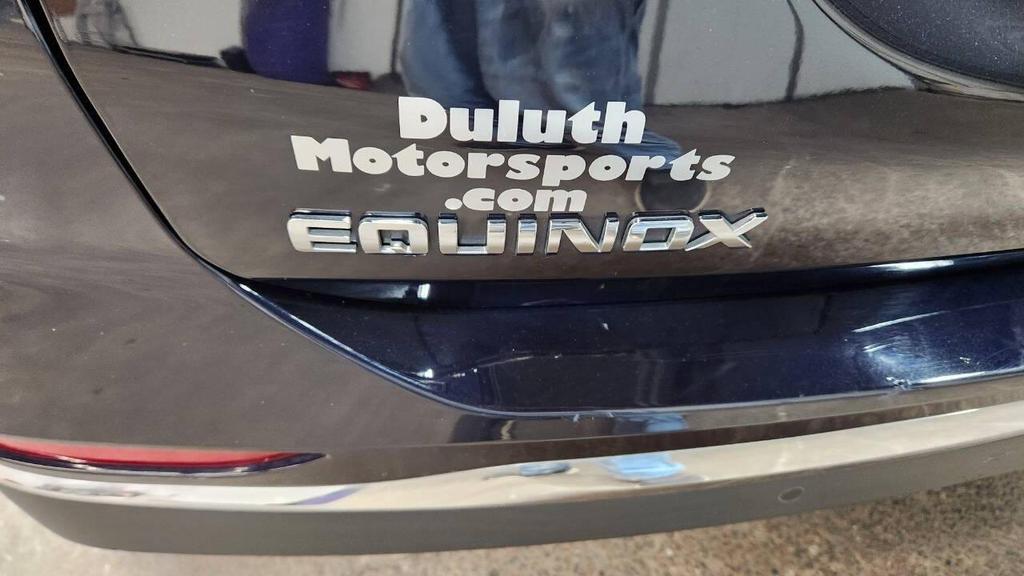 Duluth
Motorsports
.com
EQUINOX